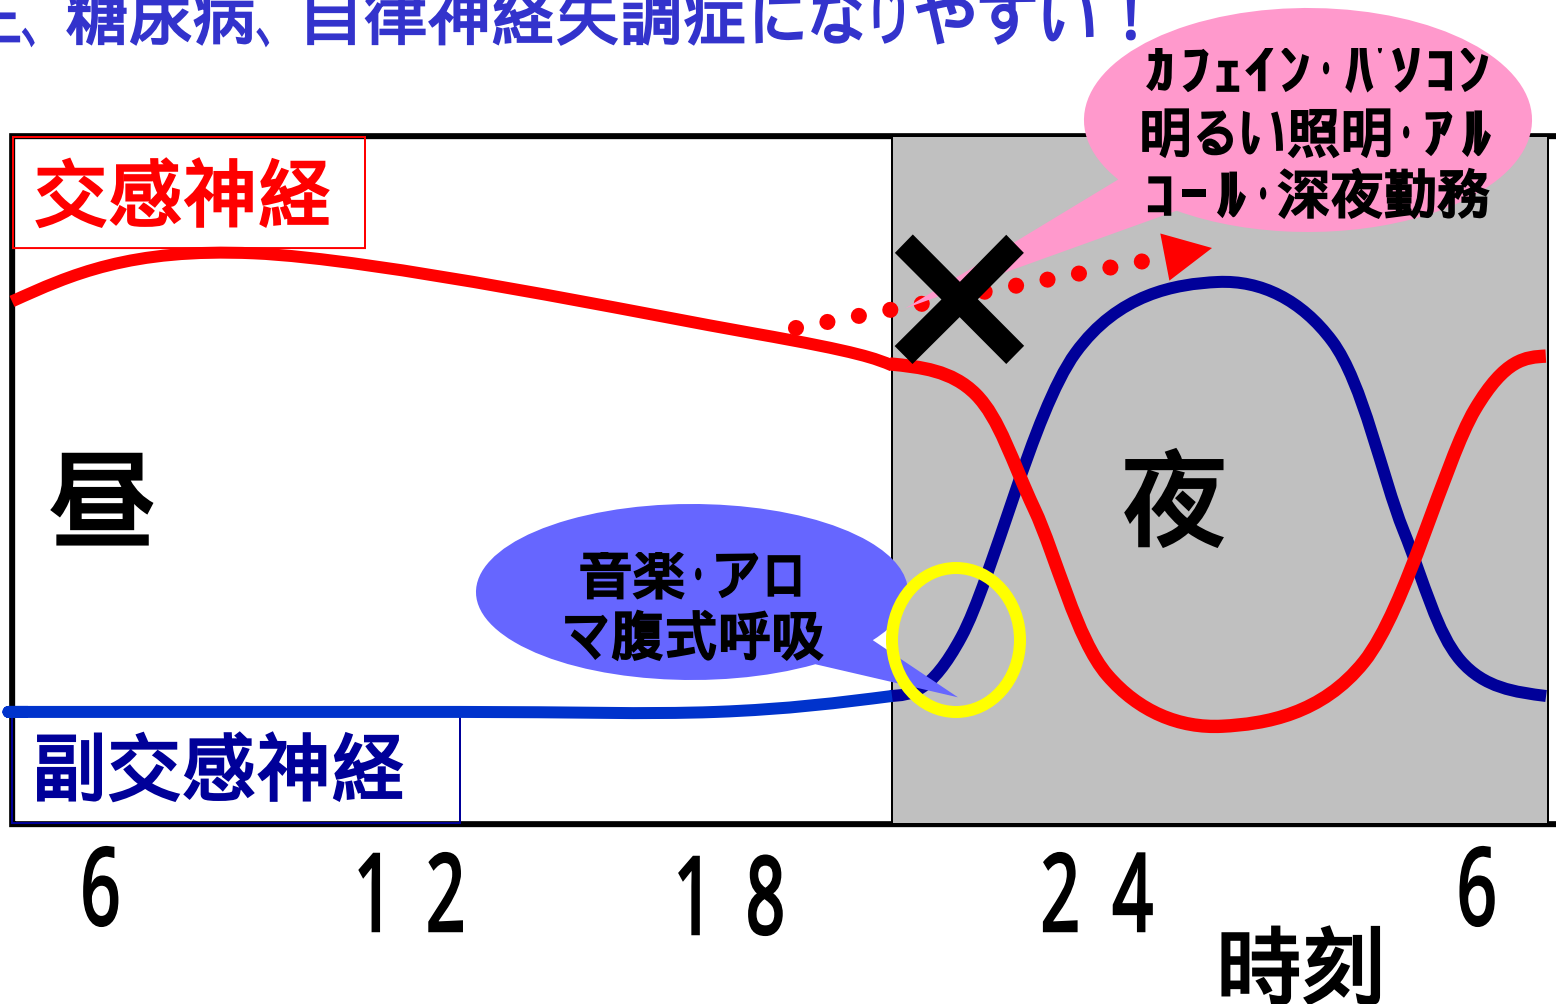 、糖尿病、自律神経失調症になりやすい！
ｶﾌｪｲﾝ・ﾊﾟｿｺﾝ
明るい照明・ｱﾙ
ｺｰﾙ・深夜勤務
交感神経
昼
夜
音楽・アロ
マ腹式呼吸
副交感神経
6
12
18
24
6
時刻